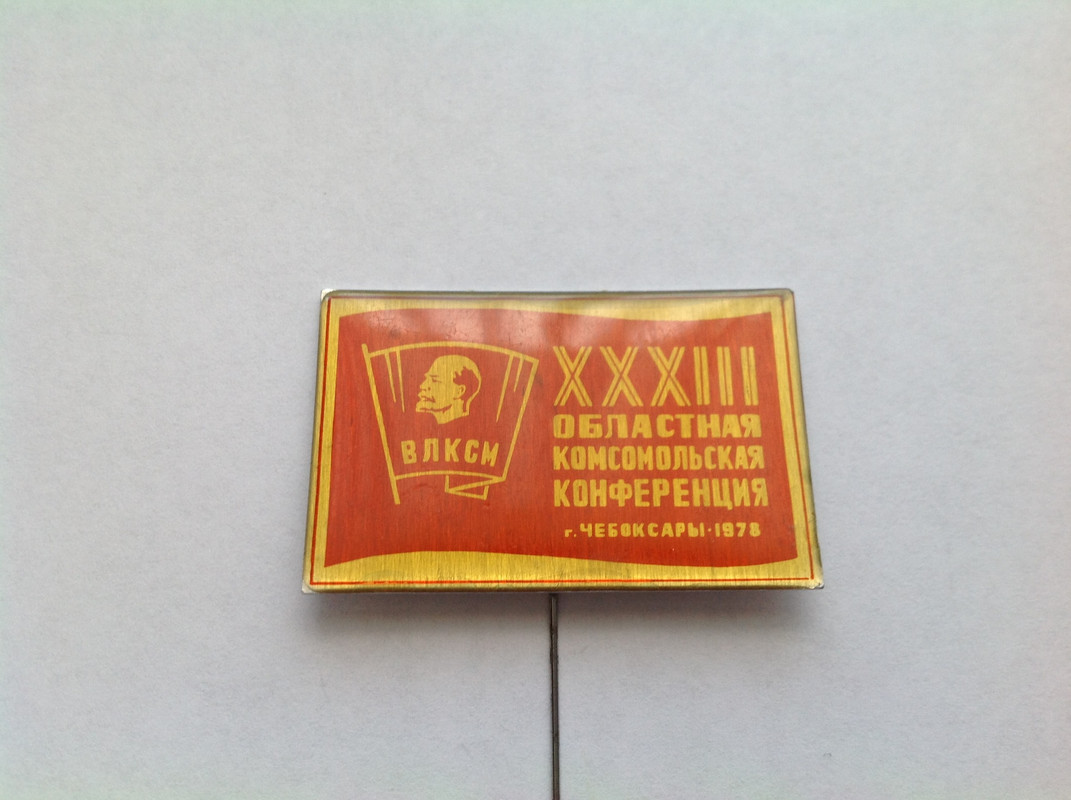 ВЛКСМ
XXXIII
ОБЛАСТНАЯ
КОМСОМОЛЬСКАЯ
КОНФЕРЕНЦИЯ
г. ЧЕБОКСАРЫ·1978